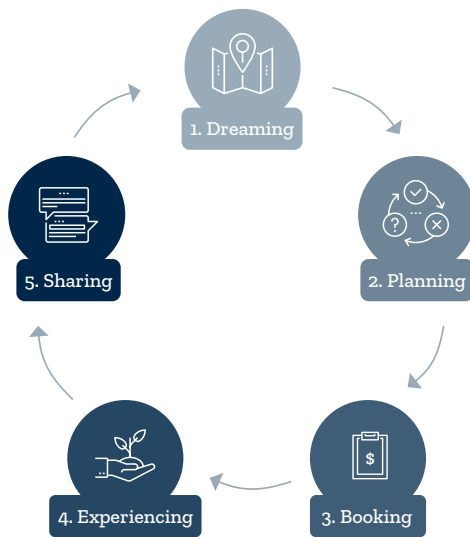 1. Dreaming
2. Planning
?
3. Booking
$
4. Experiencing
5. Sharing